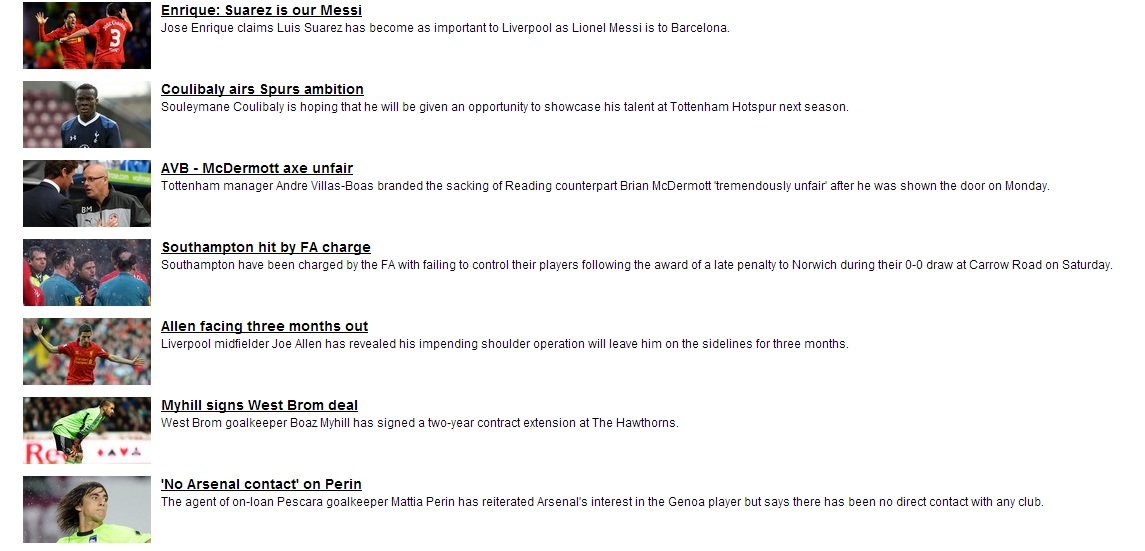 Enrique: Suarez is our Messi
Jose Enrique claims Luis Suarez has become as important to Liverpool as Lionel Messi is to Barcelona.
Coulibaly airs Spurs ambition
Souleymane Coulibaly is hoping that he will be given an opportunity to showcase his talent at Tottenham Hotspur next season.
AVB - McDermott axe unfair
Tottenham manager Andre Villas-Boas branded the sacking of Reading counterpart Brian McDermott 'tremendously unfair' after he was shown the door on Monday.
BM
Southampton hit by FA charge
Southampton have been charged by the FA with failing to control their players following the award of a late penalty to Norwich during their 0-0 draw at Carrow Road on Saturday.
Allen facing three months out
Liverpool midfielder Joe Allen has revealed his impending shoulder operation will leave him on the sidelines for three months.
Myhill signs West Brom deal
West Brom goalkeeper Boaz Myhill has signed a two-year contract extension at The Hawthorns.
'No Arsenal contact' on Perin
The agent of on-loan Pescara goalkeeper Mattia Perin has reiterated Arsenal's interest in the Genoa player but says there has been no direct contact with any club.